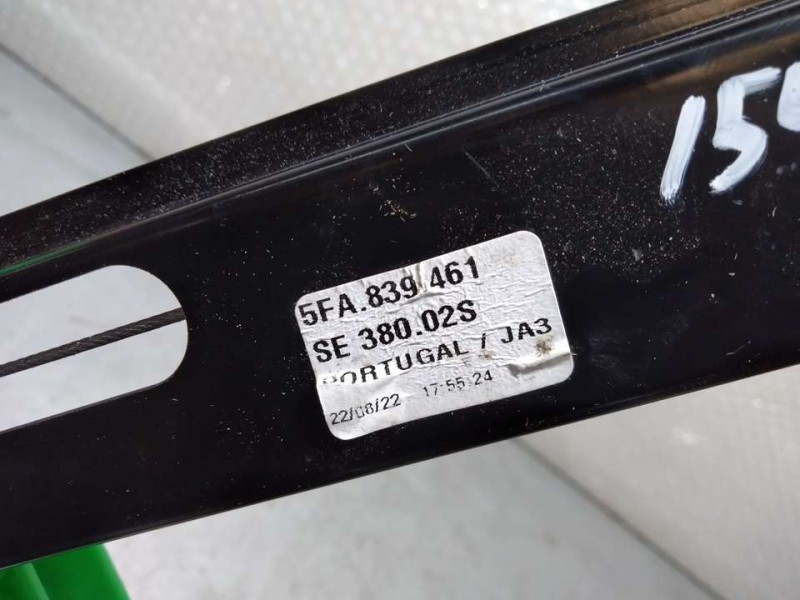 5FA.839.461
SE 380.02S
PORTUGAL / JA3
22/08/22 17:55:24